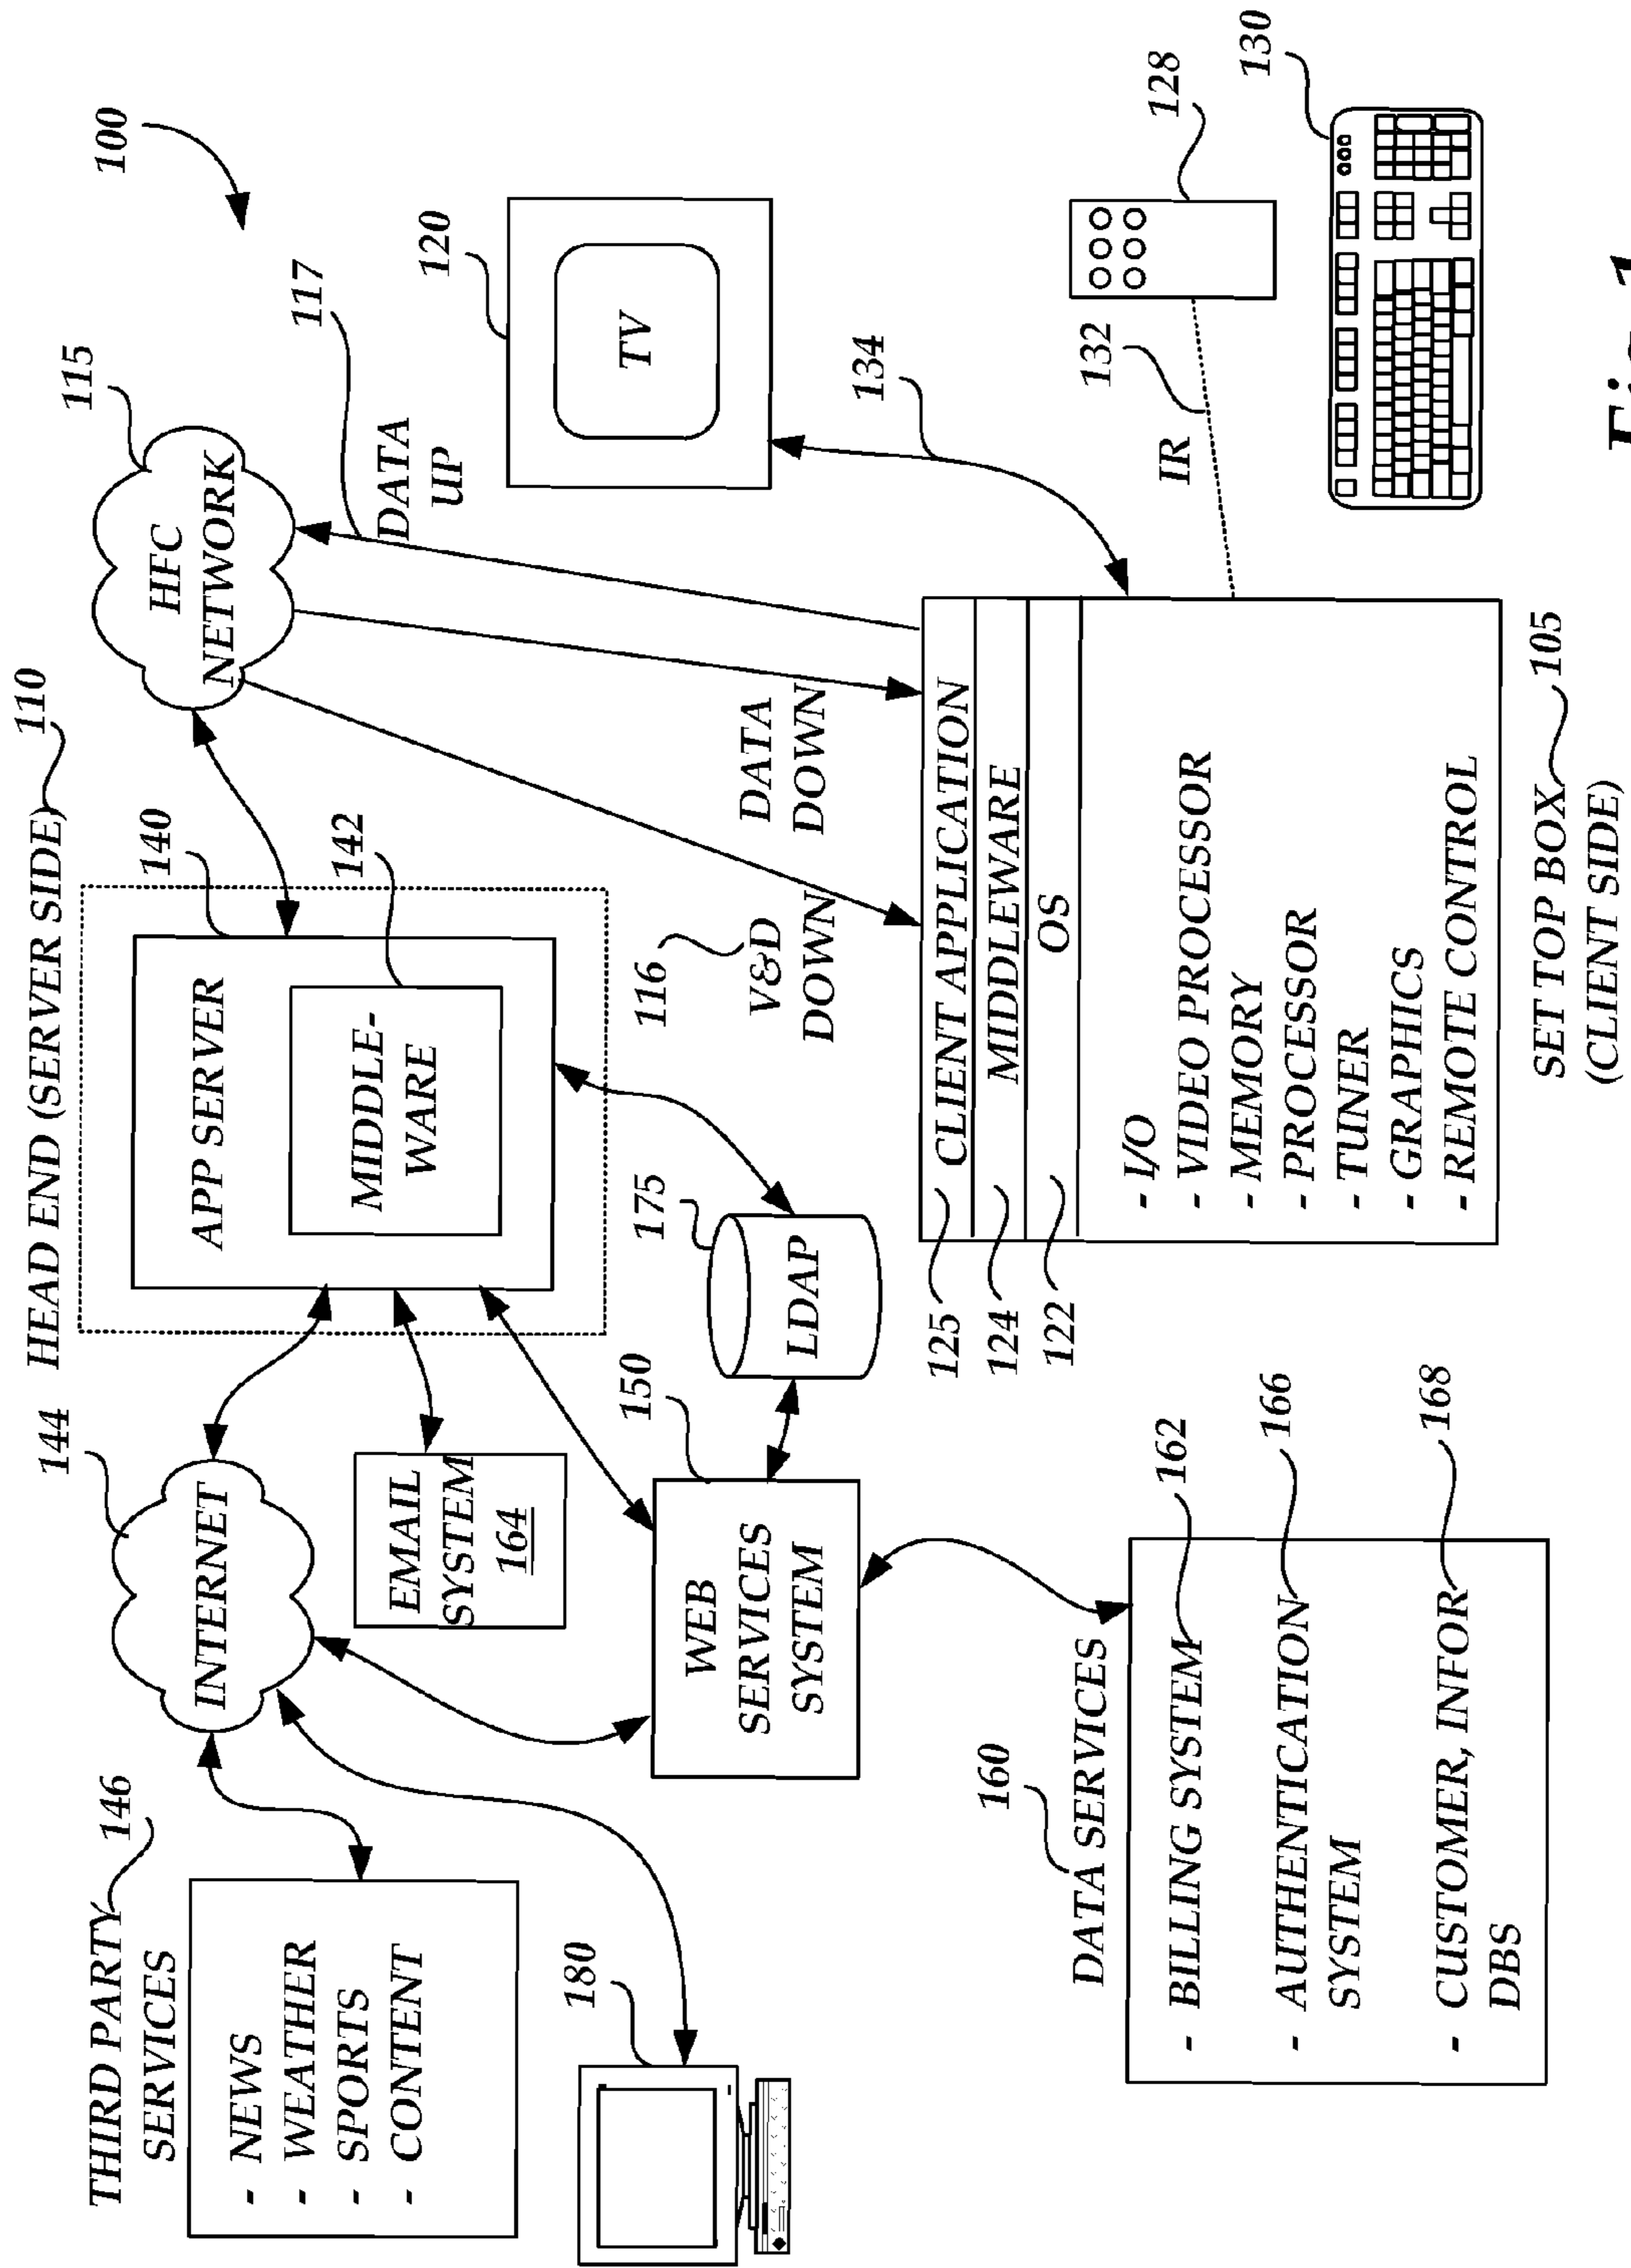 100
HEAD END (SERVER SIDE)
110
THIRD PARTY
SERVICES
146
- NEWS
- WEATHER
- SPORTS
- CONTENT
144
INTERNET
140
APP SERVER
142
MIDDLE-
WARE
115
HFC
NETWORK
117
DATA
UP
120
TV
EMAIL
SYSTEM
164
180
150
WEB
SERVICES
SYSTEM
175
LDAP
116
V&D
DOWN
DATA
DOWN
134
132
IR
128
130
160
DATA SERVICES
- BILLING SYSTEM
162
- AUTHENTICATION
SYSTEM
166
- CUSTOMER, INFOR
DBS
168
125
CLIENT APPLICATION
124
MIDDLEWARE
122
OS
- I/O
- VIDEO PROCESSOR
- MEMORY
- PROCESSOR
- TUNER
- GRAPHICS
- REMOTE CONTROL
SET TOP BOX
105
(CLIENT SIDE)